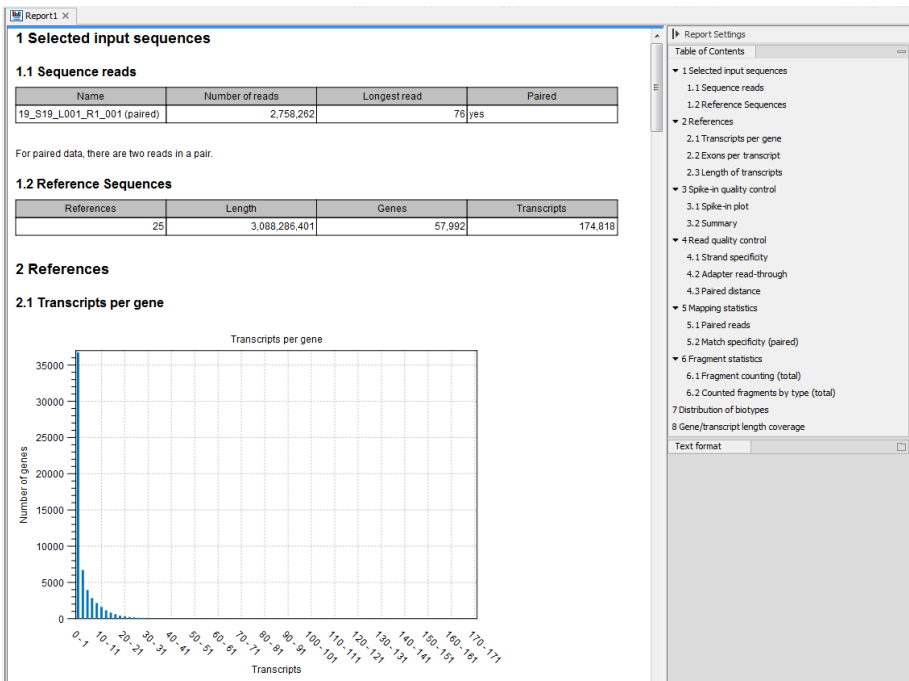 Report1 ×
1 Selected input sequences
1.1 Sequence reads
Name Number of reads Longest read Paired
19_S19_L001_R1_001 (paired) 2,758,262 76 yes
For paired data, there are two reads in a pair.
1.2 Reference Sequences
References Length Genes Transcripts
25 3,088,286,401 57,992 174,818
2 References
2.1 Transcripts per gene
Transcripts per gene
Number of genes
35000
30000
25000
20000
15000
10000
5000
0
0 - 1 10 - 11 20 - 21 30 - 31 40 - 41 50 - 51 60 - 61 70 - 71 80 - 81 90 - 91 100 - 101 110 - 111 120 - 121 130 - 131 140 - 141 150 - 151 160 - 161 170 - 171
Transcripts
Report Settings
Table of Contents
1 Selected input sequences
1.1 Sequence reads
1.2 Reference Sequences
2 References
2.1 Transcripts per gene
2.2 Exons per transcript
2.3 Length of transcripts
3 Spike-in quality control
3.1 Spike-in plot
3.2 Summary
4 Read quality control
4.1 Strand specificity
4.2 Adapter read-through
4.3 Paired distance
5 Mapping statistics
5.1 Paired reads
5.2 Match specificity (paired)
6 Fragment statistics
6.1 Fragment counting (total)
6.2 Counted fragments by type (total)
7 Distribution of biotypes
8 Gene/transcript length coverage
Text format